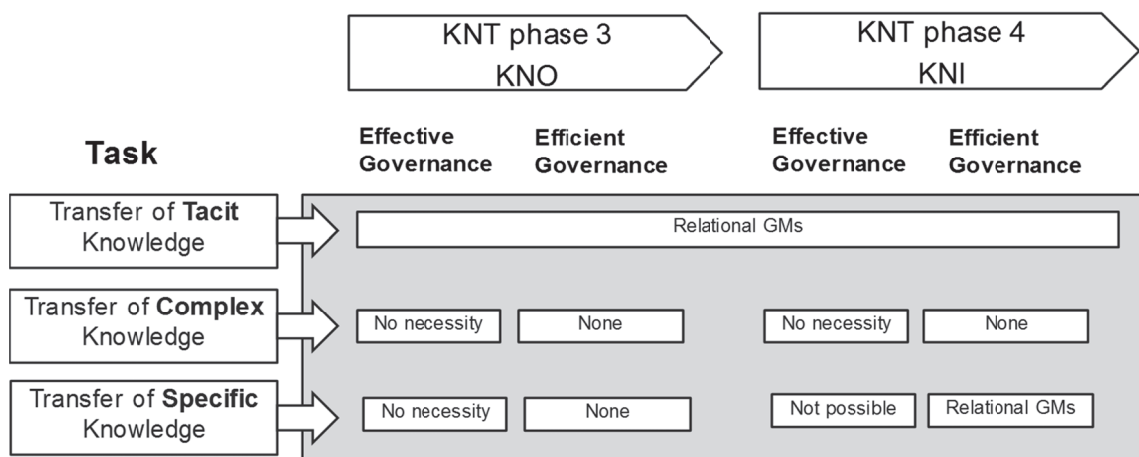 KNT phase 3
KNO
KNT phase 4
KNI
Task
Effective
Governance
Efficient
Governance
Effective
Governance
Efficient
Governance
Transfer of Tacit
Knowledge
Relational GMs
Transfer of Complex
Knowledge
No necessity
None
No necessity
None
Transfer of Specific
Knowledge
No necessity
None
Not possible
Relational GMs